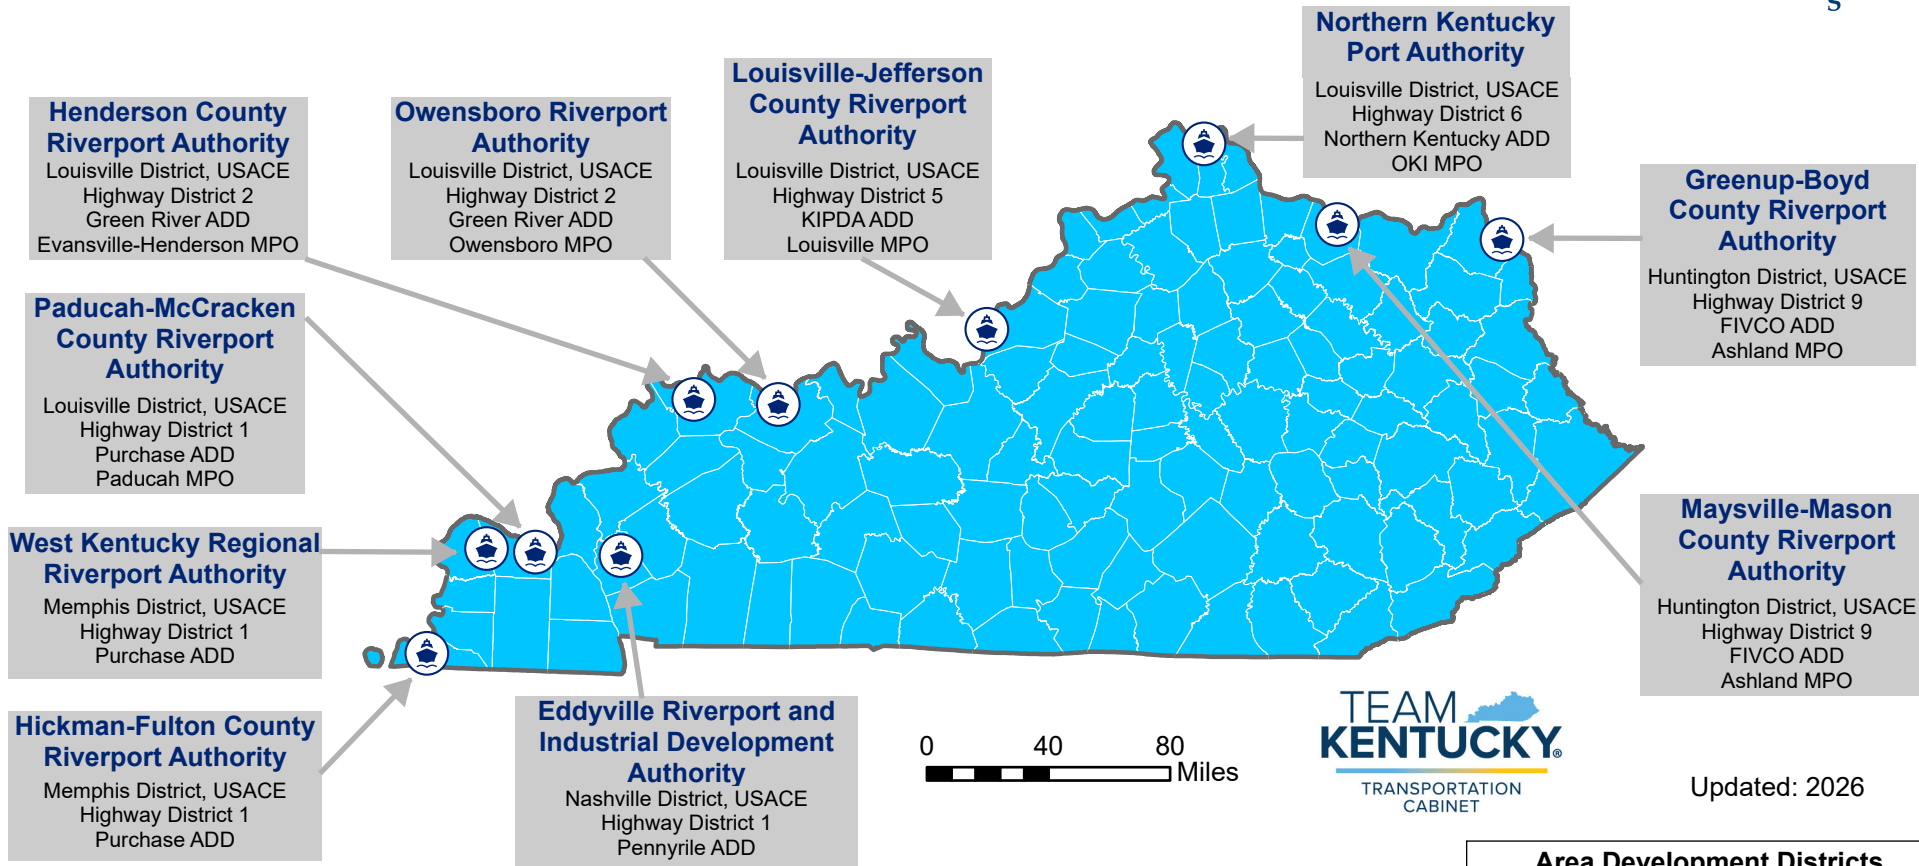 s
Northern Kentucky
Port Authority
Louisville District, USACE
Highway District 6
Northern Kentucky ADD
OKI MPO
Louisville-Jefferson
County Riverport
Authority
Louisville District, USACE
Highway District 5
KIPDA ADD
Louisville MPO
Henderson County
Riverport Authority
Louisville District, USACE
Highway District 2
Green River ADD
Evansville-Henderson MPO
Owensboro Riverport
Authority
Louisville District, USACE
Highway District 2
Green River ADD
Owensboro MPO
Greenup-Boyd
County Riverport
Authority
Huntington District, USACE
Highway District 9
FIVCO ADD
Ashland MPO
Paducah-McCracken
County Riverport
Authority
Louisville District, USACE
Highway District 1
Purchase ADD
Paducah MPO
West Kentucky Regional
Riverport Authority
Memphis District, USACE
Highway District 1
Purchase ADD
Maysville-Mason
County Riverport
Authority
Huntington District, USACE
Highway District 9
FIVCO ADD
Ashland MPO
Hickman-Fulton County
Riverport Authority
Memphis District, USACE
Highway District 1
Purchase ADD
Eddyville Riverport and
Industrial Development
Authority
Nashville District, USACE
Highway District 1
Pennyrile ADD
0 40 80
Miles
TEAM
KENTUCKY®
TRANSPORTATION
CABINET
Updated: 2026
Area Development Districts